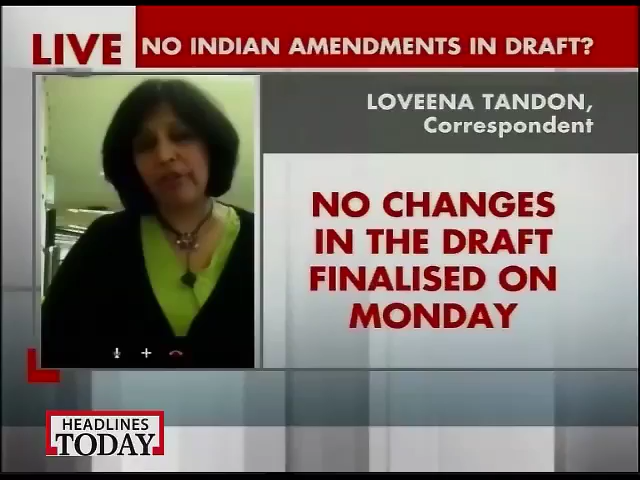 LIVE
NO INDIAN AMENDMENTS IN DRAFT?
LOVEENA TANDON,
Correspondent
NO CHANGES
IN THE DRAFT
FINALISED ON
MONDAY
HEADLINES
TODAY